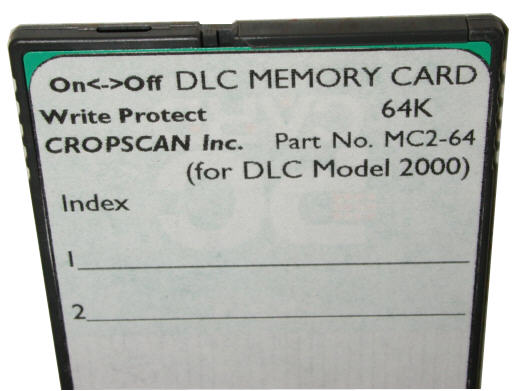 On<->Off DLC MEMORY CARD
Write Protect 64K
CROPSCAN Inc. Part No. MC2-64
(for DLC Model 2000)
Index
1
2